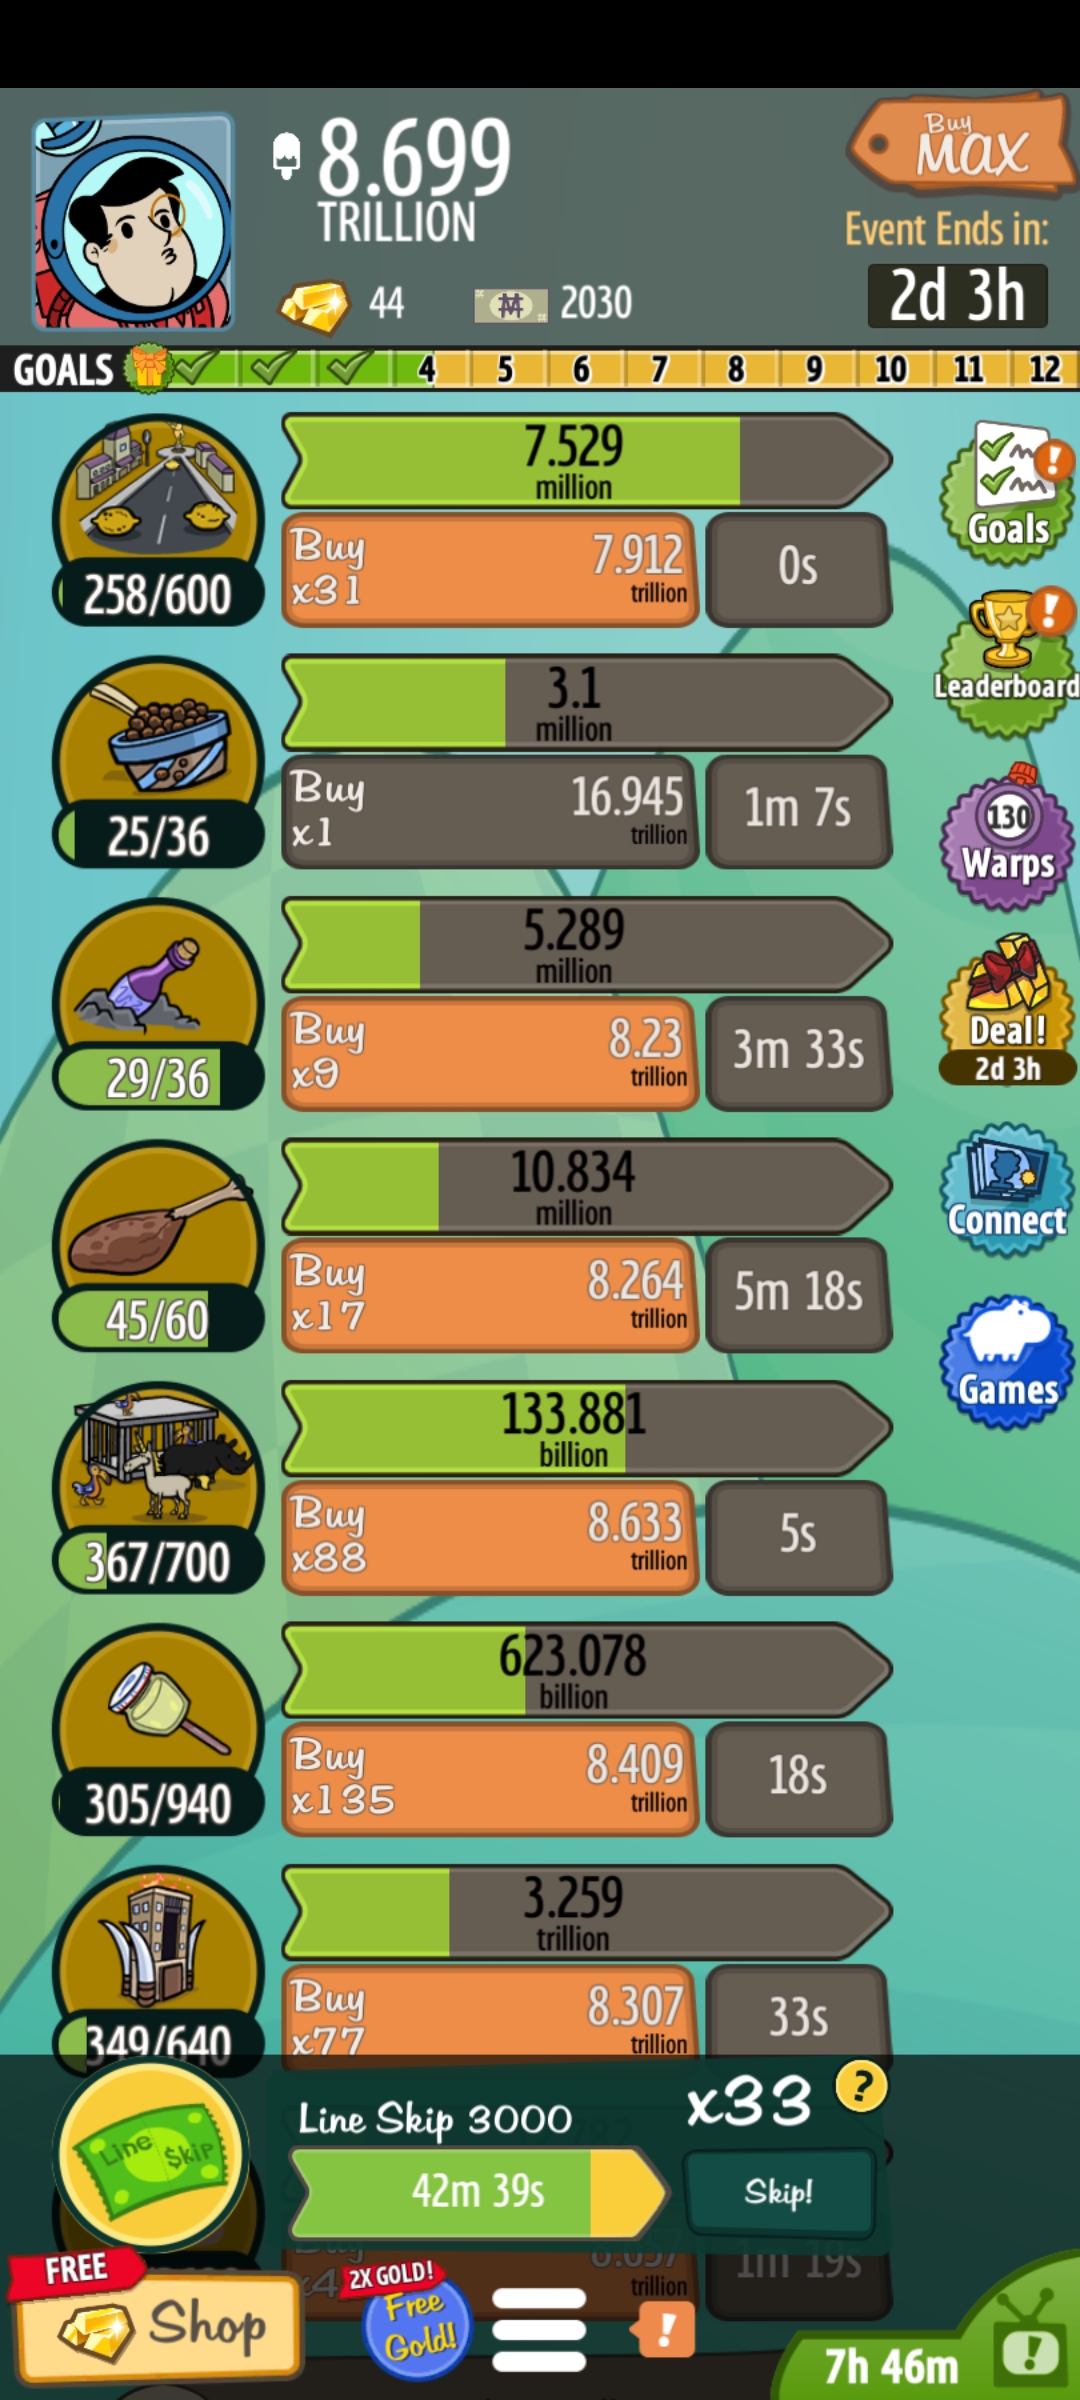 8.699
TRILLION
Buy
MAX
Event Ends in:
2d 3h
44
2030
GOALS
4 5 6 7 8 9 10 11 12
7.529
million
Buy
x31
7.912
trillion
0s
258/600
Goals
3.1
million
Leaderboard
Buy
x1
16.945
trillion
1m 7s
25/36
130
Warps
5.289
million
Buy
x9
8.23
trillion
3m 33s
29/36
Deal!
2d 3h
10.834
million
Buy
x17
8.264
trillion
5m 18s
45/60
Connect
133.881
billion
Buy
x88
8.633
trillion
5s
367/700
Games
623.078
billion
Buy
x135
8.409
trillion
18s
305/940
3.259
trillion
Buy
x77
8.307
trillion
33s
349/640
Line Skip
Line Skip 3000
x33
?
42m 39s
Skip!
trillion
1m 19s
FREE
Shop
2X GOLD!
Free
Gold!
!
7h 46m